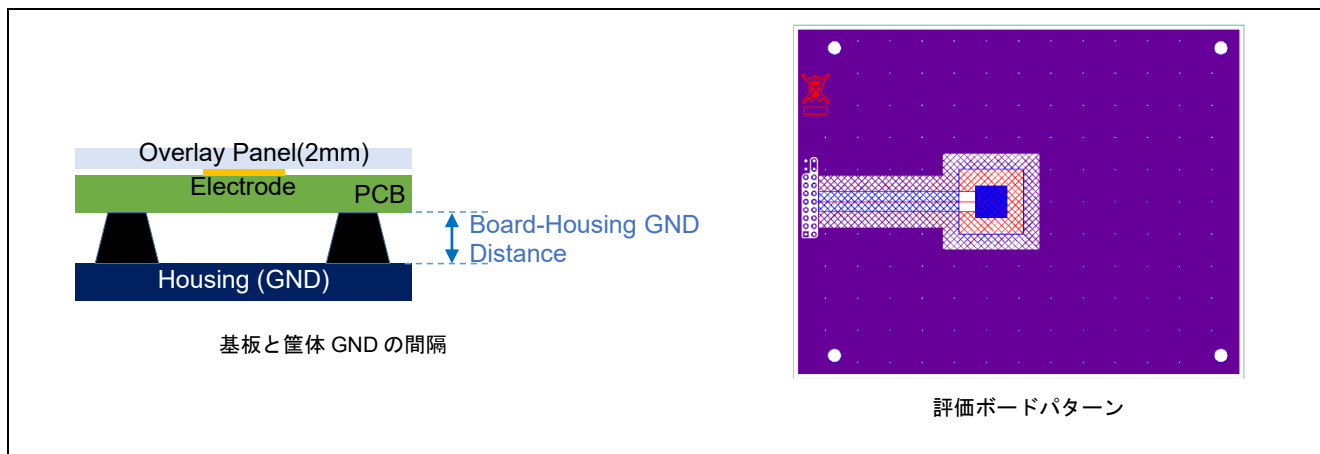 Overlay Panel(2mm)
Electrode
PCB
Board-Housing GND
Distance
Housing (GND)
基板と筐体 GND の間隔
評価ボードパターン